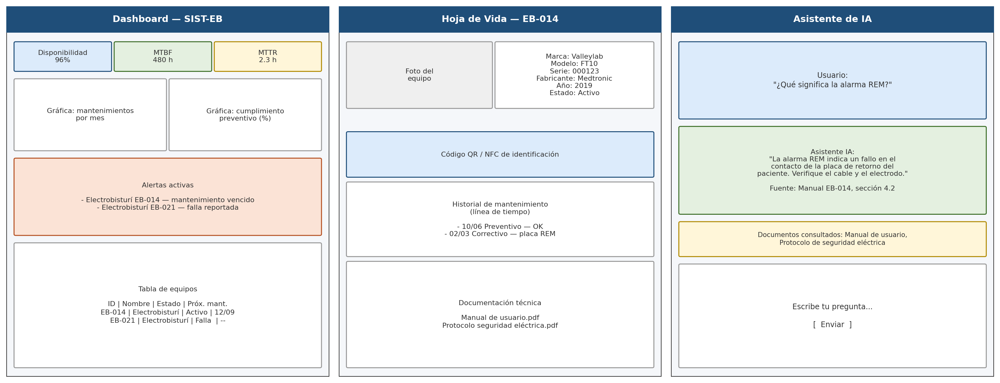 Dashboard — SIST-EB
Disponibilidad
96%
MTBF
480 h
MTTR
2.3 h
Gráfica: mantenimientos
por mes
Gráfica: cumplimiento
preventivo (%)
Alertas activas
- Electrobisturí EB-014 — mantenimiento vencido
- Electrobisturí EB-021 — falla reportada
Tabla de equipos
ID | Nombre | Estado | Próx. mant.
EB-014 | Electrobisturí | Activo | 12/09
EB-021 | Electrobisturí | Falla  | --
Hoja de Vida — EB-014
Foto del
equipo
Marca: Valleylab
Modelo: FT10
Serie: 000123
Fabricante: Medtronic
Año: 2019
Estado: Activo
Código QR / NFC de identificación
Historial de mantenimiento
(línea de tiempo)
- 10/06 Preventivo — OK
- 02/03 Correctivo — placa REM
Documentación técnica
Manual de usuario.pdf
Protocolo seguridad eléctrica.pdf
Asistente de IA
Usuario:
"¿Qué significa la alarma REM?"
Asistente IA:
"La alarma REM indica un fallo en el
contacto de la placa de retorno del
paciente. Verifique el cable y el electrodo."
Fuente: Manual EB-014, sección 4.2
Documentos consultados: Manual de usuario,
Protocolo de seguridad eléctrica
Escribe tu pregunta...
[  Enviar  ]